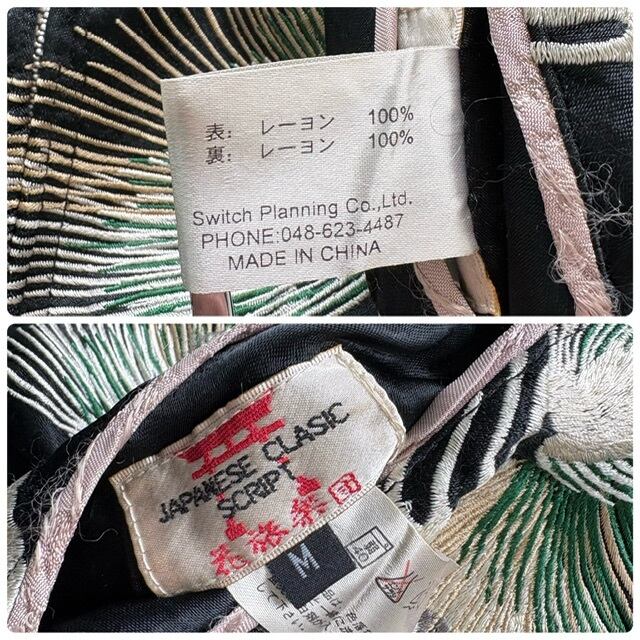 表: レーヨン 100%
裏: レーヨン 100%
Switch Planning Co.,Ltd.
PHONE:048-623-4487
MADE IN CHINA
JAPANESE CLASIC
SCRIPT
M
40